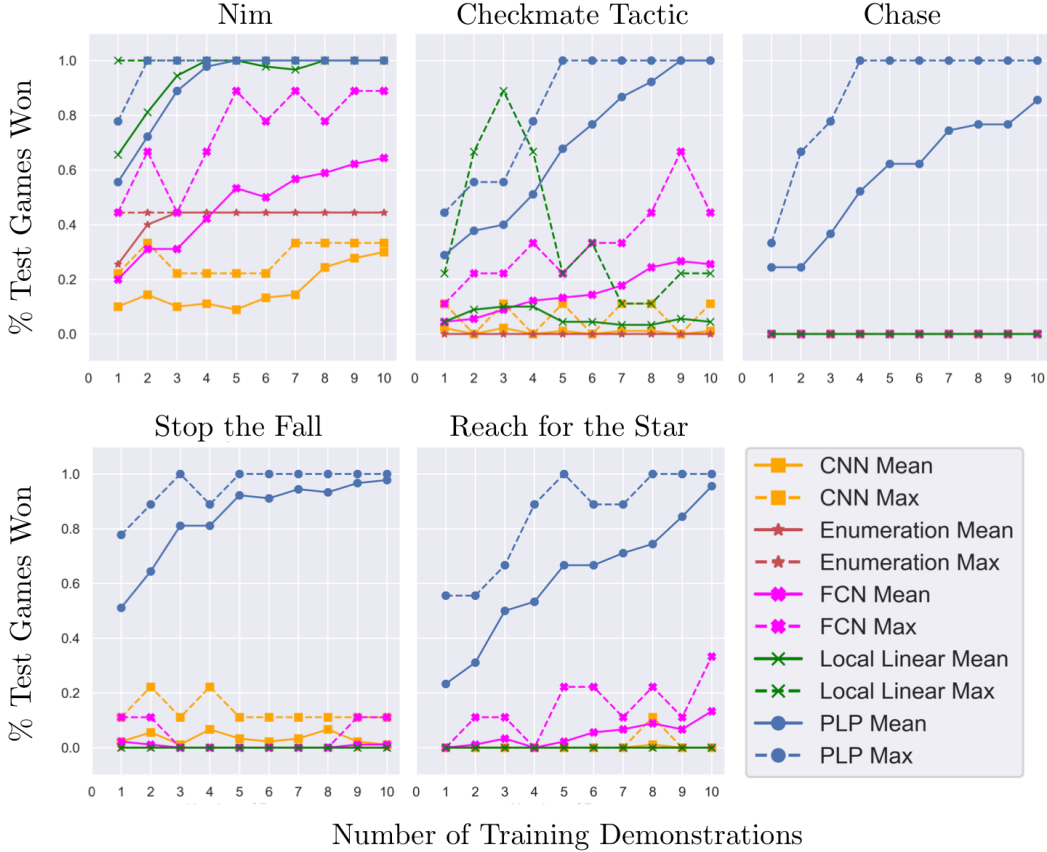 Nim
Checkmate Tactic
Chase
% Test Games Won
1.0
0.8
0.6
0.4
0.2
0.0
0 1 2 3 4 5 6 7 8 9 10
0 1 2 3 4 5 6 7 8 9 10
0 1 2 3 4 5 6 7 8 9 10
Stop the Fall
Reach for the Star
% Test Games Won
1.0
0.8
0.6
0.4
0.2
0.0
0 1 2 3 4 5 6 7 8 9 10
0 1 2 3 4 5 6 7 8 9 10
CNN Mean
CNN Max
Enumeration Mean
Enumeration Max
FCN Mean
FCN Max
Local Linear Mean
Local Linear Max
PLP Mean
PLP Max
Number of Training Demonstrations